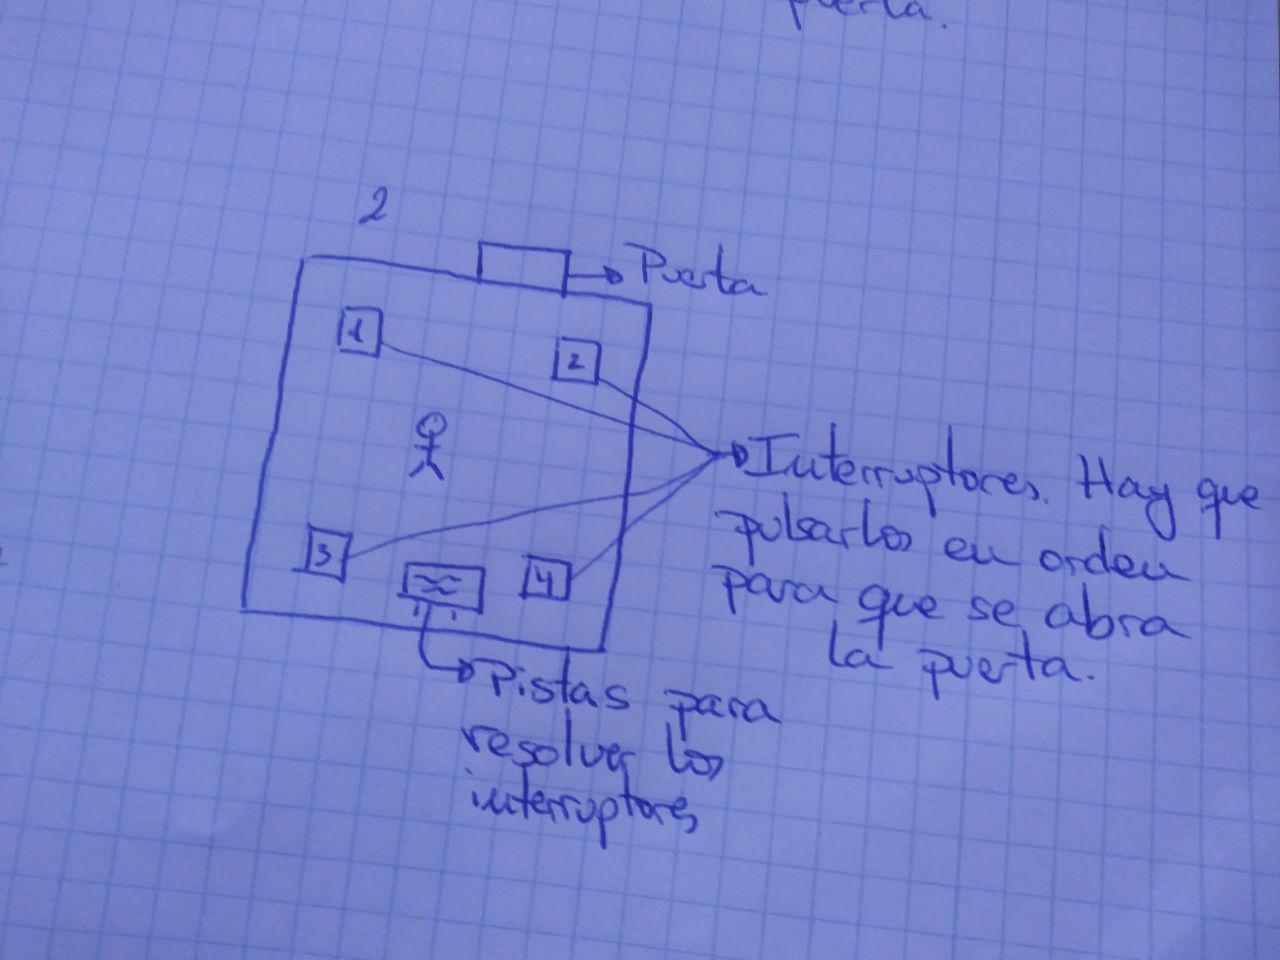 puerta.
2
Puerta
1
2
Interruptores. Hay que
pulsarlos en orden
para que se abra
la puerta.
3
4
Pistas para
resolver los
interruptores